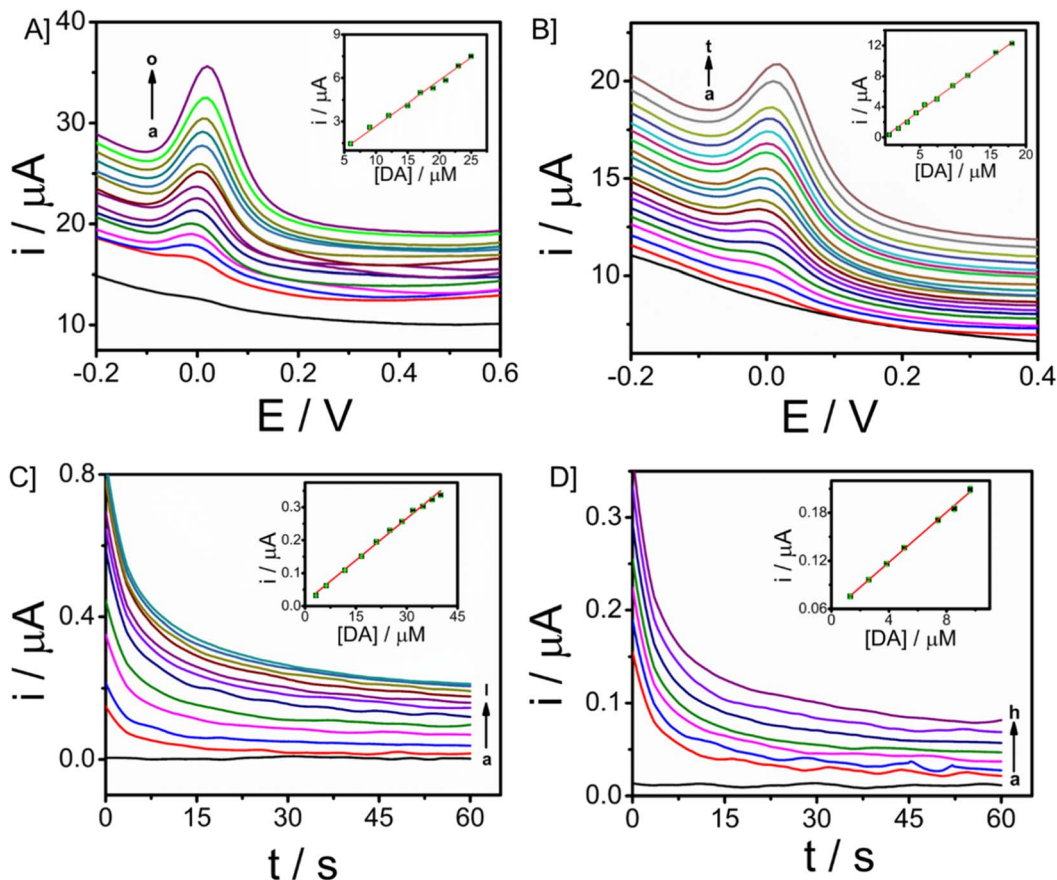 A]
40
30
20
10
i / µA
-0.2
0.0
0.2
0.4
0.6
E / V
o
a
9
6
3
i / µA
5
10
15
20
25
[DA] / µM
B]
20
15
10
i / µA
-0.2
0.0
0.2
0.4
E / V
t
a
12
8
4
0
i / µA
5
10
15
20
[DA] / µM
C]
0.8
0.4
0.0
i / µA
0
15
30
45
60
t / s
l
a
0.3
0.2
0.1
0.0
i / µA
15
30
45
[DA] / µM
D]
0.3
0.2
0.1
0.0
i / µA
0
15
30
45
60
t / s
h
a
0.18
0.12
0.06
i / µA
0
4
8
[DA] / µM